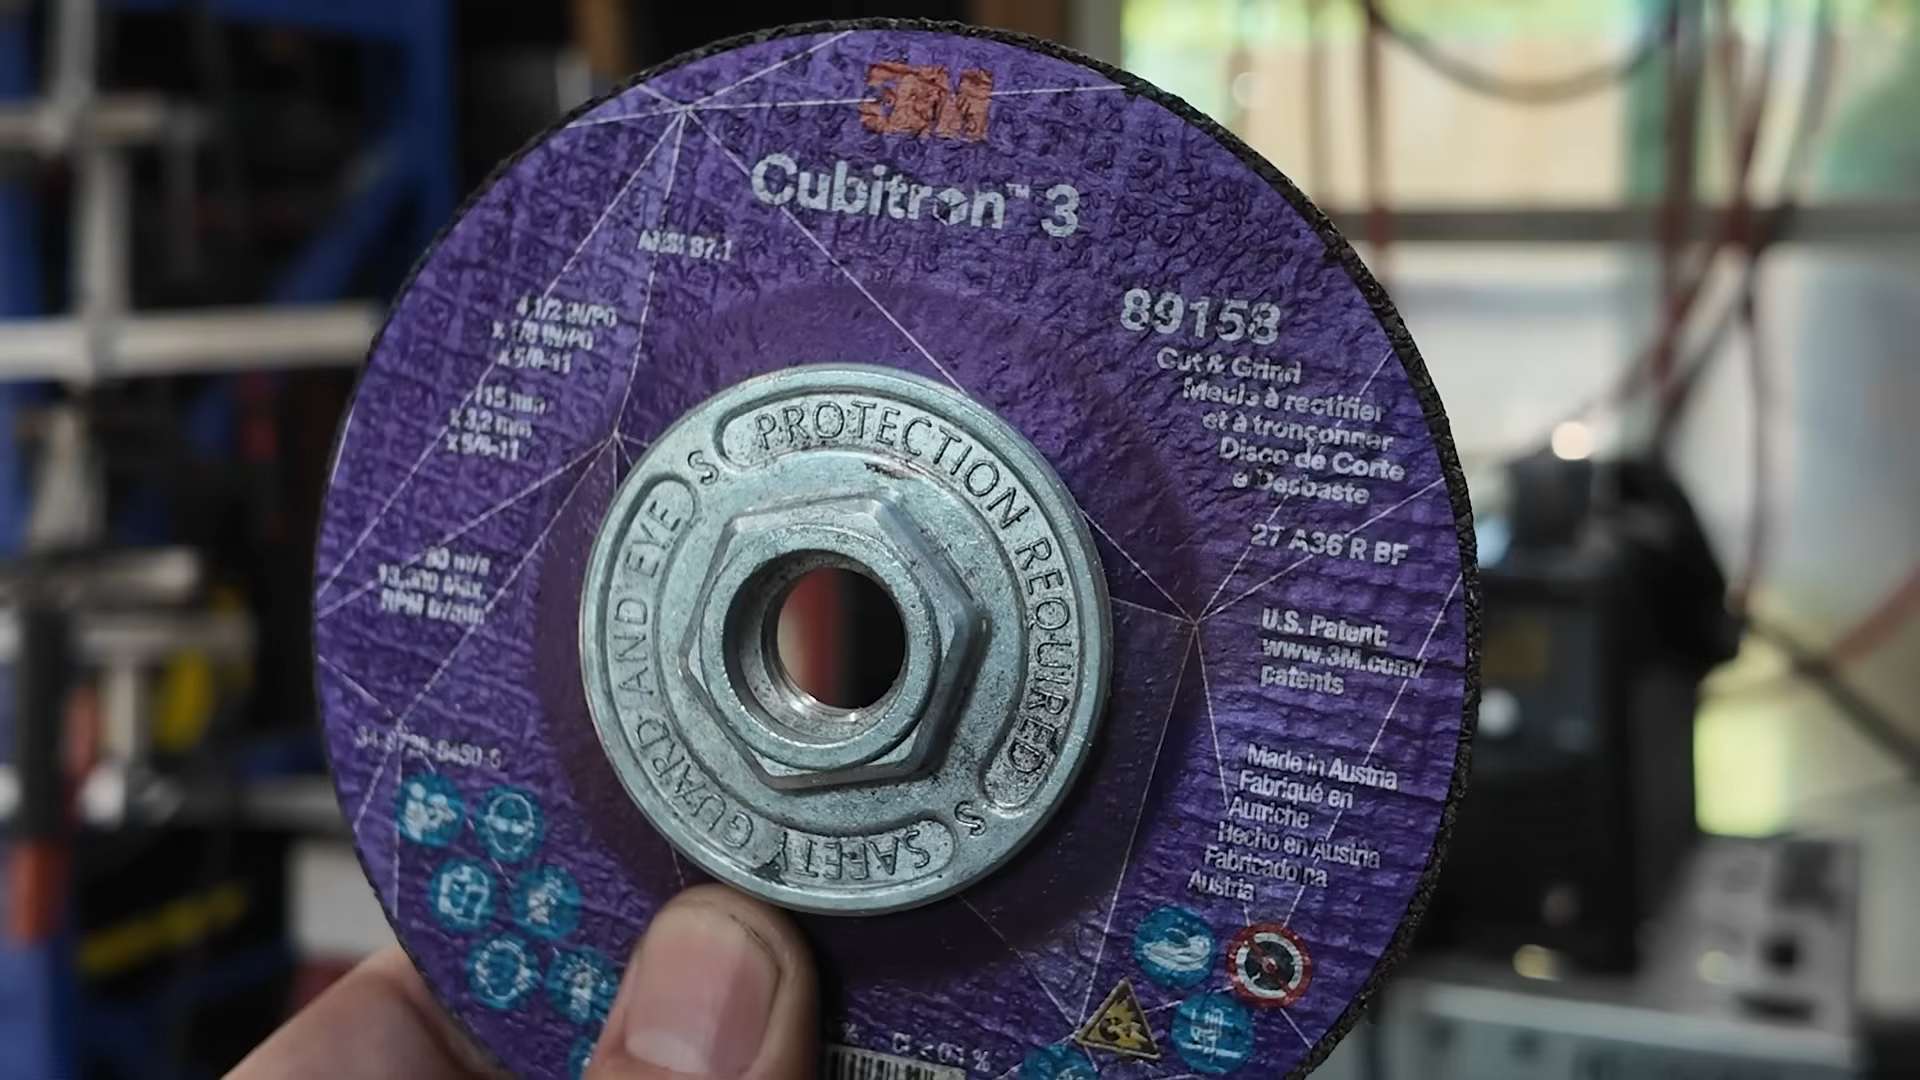 3M
Cubitron™ 3
ANSI B7.1
4 1/2 IN/PO
x 1/8 IN/PO
x 5/8-11
115 mm
x 3,2 mm
x 5/8-11
80 m/s
13,300 Max.
RPM tr/min
89158
Cut & Grind
Meule à rectifier
et à tronçonner
Disco de Corte
e Desbaste
27 A36 R BF
U.S. Patent:
www.3M.com/
patents
Made in Austria
Fabriqué en
Autriche
Hecho en Austria
Fabricado na
Austria
SAFETY GUARD AND EYE
PROTECTION REQUIRED
S
S